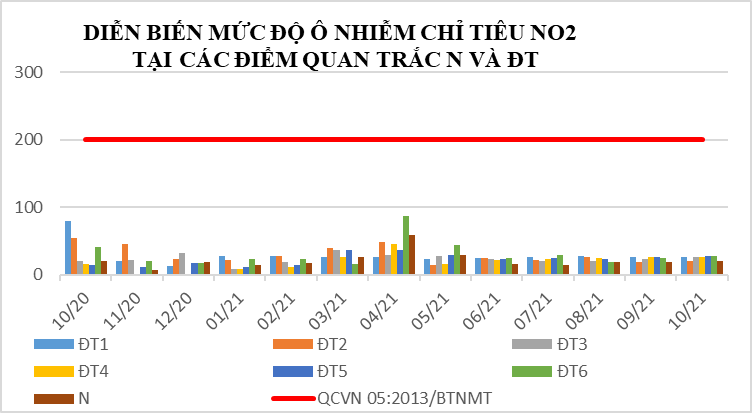 DIỄN BIẾN MỨC ĐỘ Ô NHIỄM CHỈ TIÊU NO2
TẠI CÁC ĐIỂM QUAN TRẮC N VÀ ĐT
300
200
100
0
10/20 11/20 12/20 01/21 02/21 03/21 04/21 05/21 06/21 07/21 08/21 09/21 10/21
ĐT1 ĐT2 ĐT3
ĐT4 ĐT5 ĐT6
N QCVN 05:2013/BTNMT